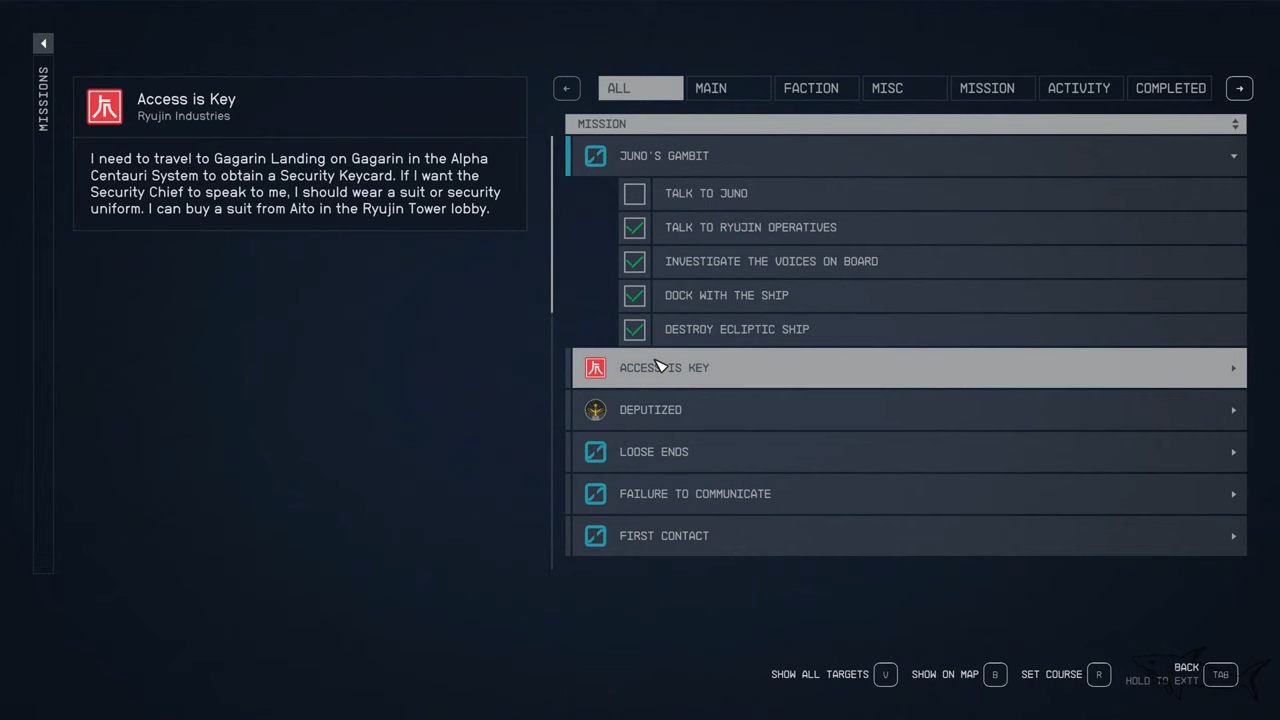 MISSIONS
Access is Key
Ryujin Industries
I need to travel to Gagarin Landing on Gagarin in the Alpha
Centauri System to obtain a Security Keycard. If I want the
Security Chief to speak to me, I should wear a suit or security
uniform. I can buy a suit from Aito in the Ryujin Tower lobby.
ALL MAIN FACTION MISC MISSION ACTIVITY COMPLETED
MISSION
JUNO'S GAMBIT
TALK TO JUNO
TALK TO RYUJIN OPERATIVES
INVESTIGATE THE VOICES ON BOARD
DOCK WITH THE SHIP
DESTROY ECLIPTIC SHIP
ACCESS IS KEY
DEPUTIZED
LOOSE ENDS
FAILURE TO COMMUNICATE
FIRST CONTACT
SHOW ALL TARGETS V SHOW ON MAP B SET COURSE R BACK TAB
HOLD TO EXIT